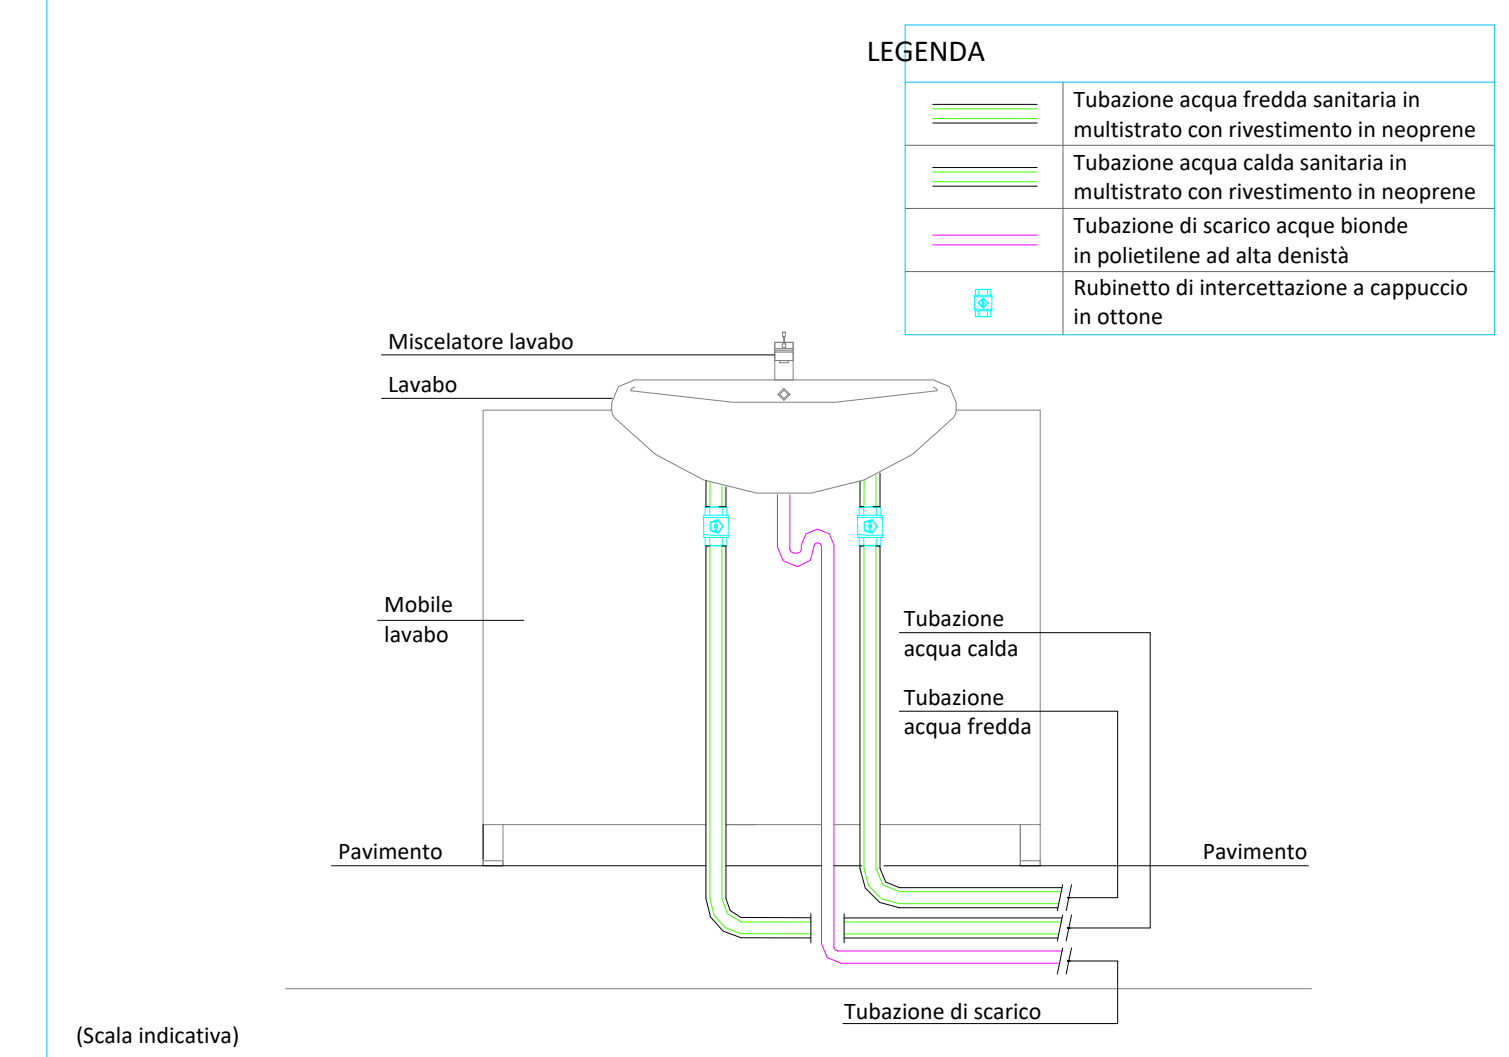 LEGENDA
Tubazione acqua fredda sanitaria in
multistrato con rivestimento in neoprene
Tubazione acqua calda sanitaria in
multistrato con rivestimento in neoprene
Tubazione di scarico acque bionde
in polietilene ad alta denistà
Rubinetto di intercettazione a cappuccio
in ottone
Miscelatore lavabo
Lavabo
Mobile
lavabo
Tubazione
acqua calda
Tubazione
acqua fredda
Pavimento
Pavimento
Tubazione di scarico
(Scala indicativa)